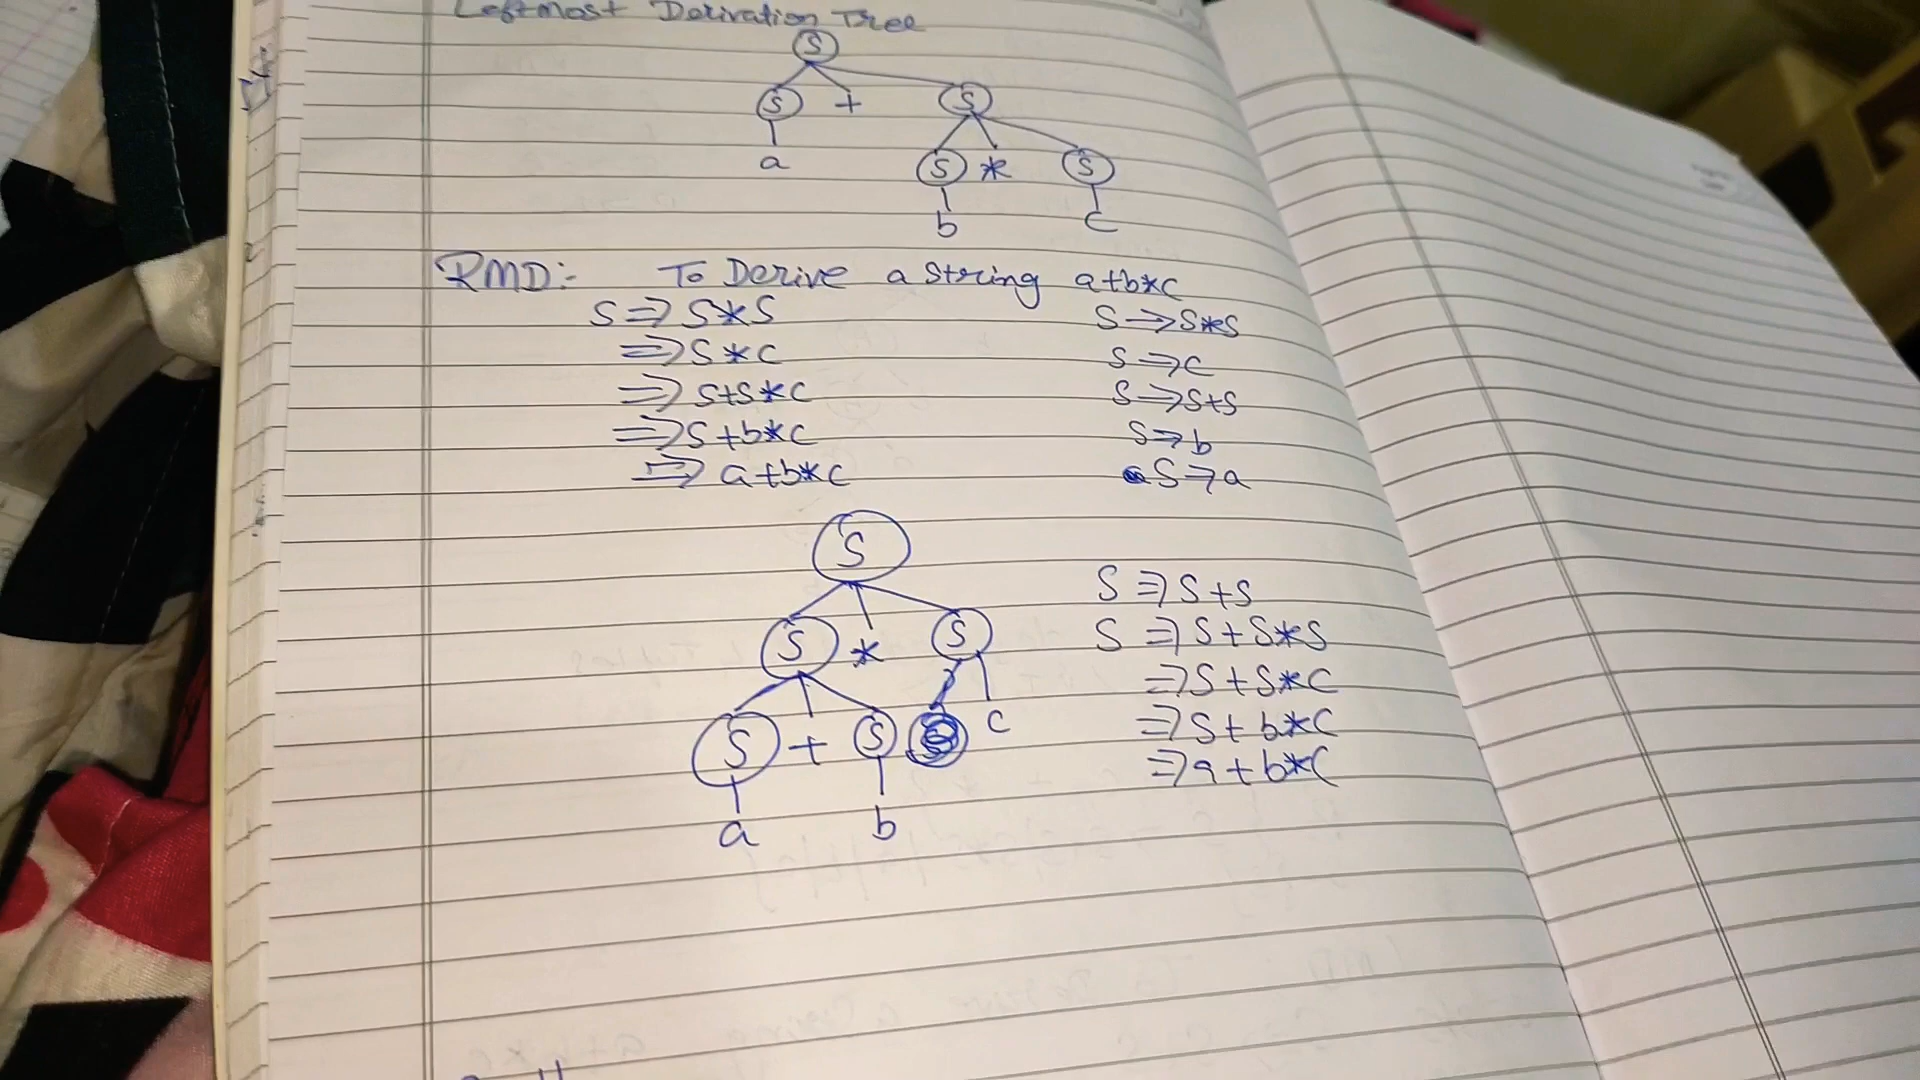 Leftmost Derivation Tree
S
S + S
a S * S
b c
RMD:- To Derive a string a+b*c
S ⇒ S*S S → S*S
⇒ S*C S ⇒ C
⇒ S+S*C S ⇒ S+S
⇒ S+b*C S ⇒ b
⇒ a+b*C S ⇒ a
S
S * S
S + S C
a b
S ⇒ S+S
S ⇒ S+S*S
⇒ S+S*C
⇒ S+b*C
⇒ a+b*C